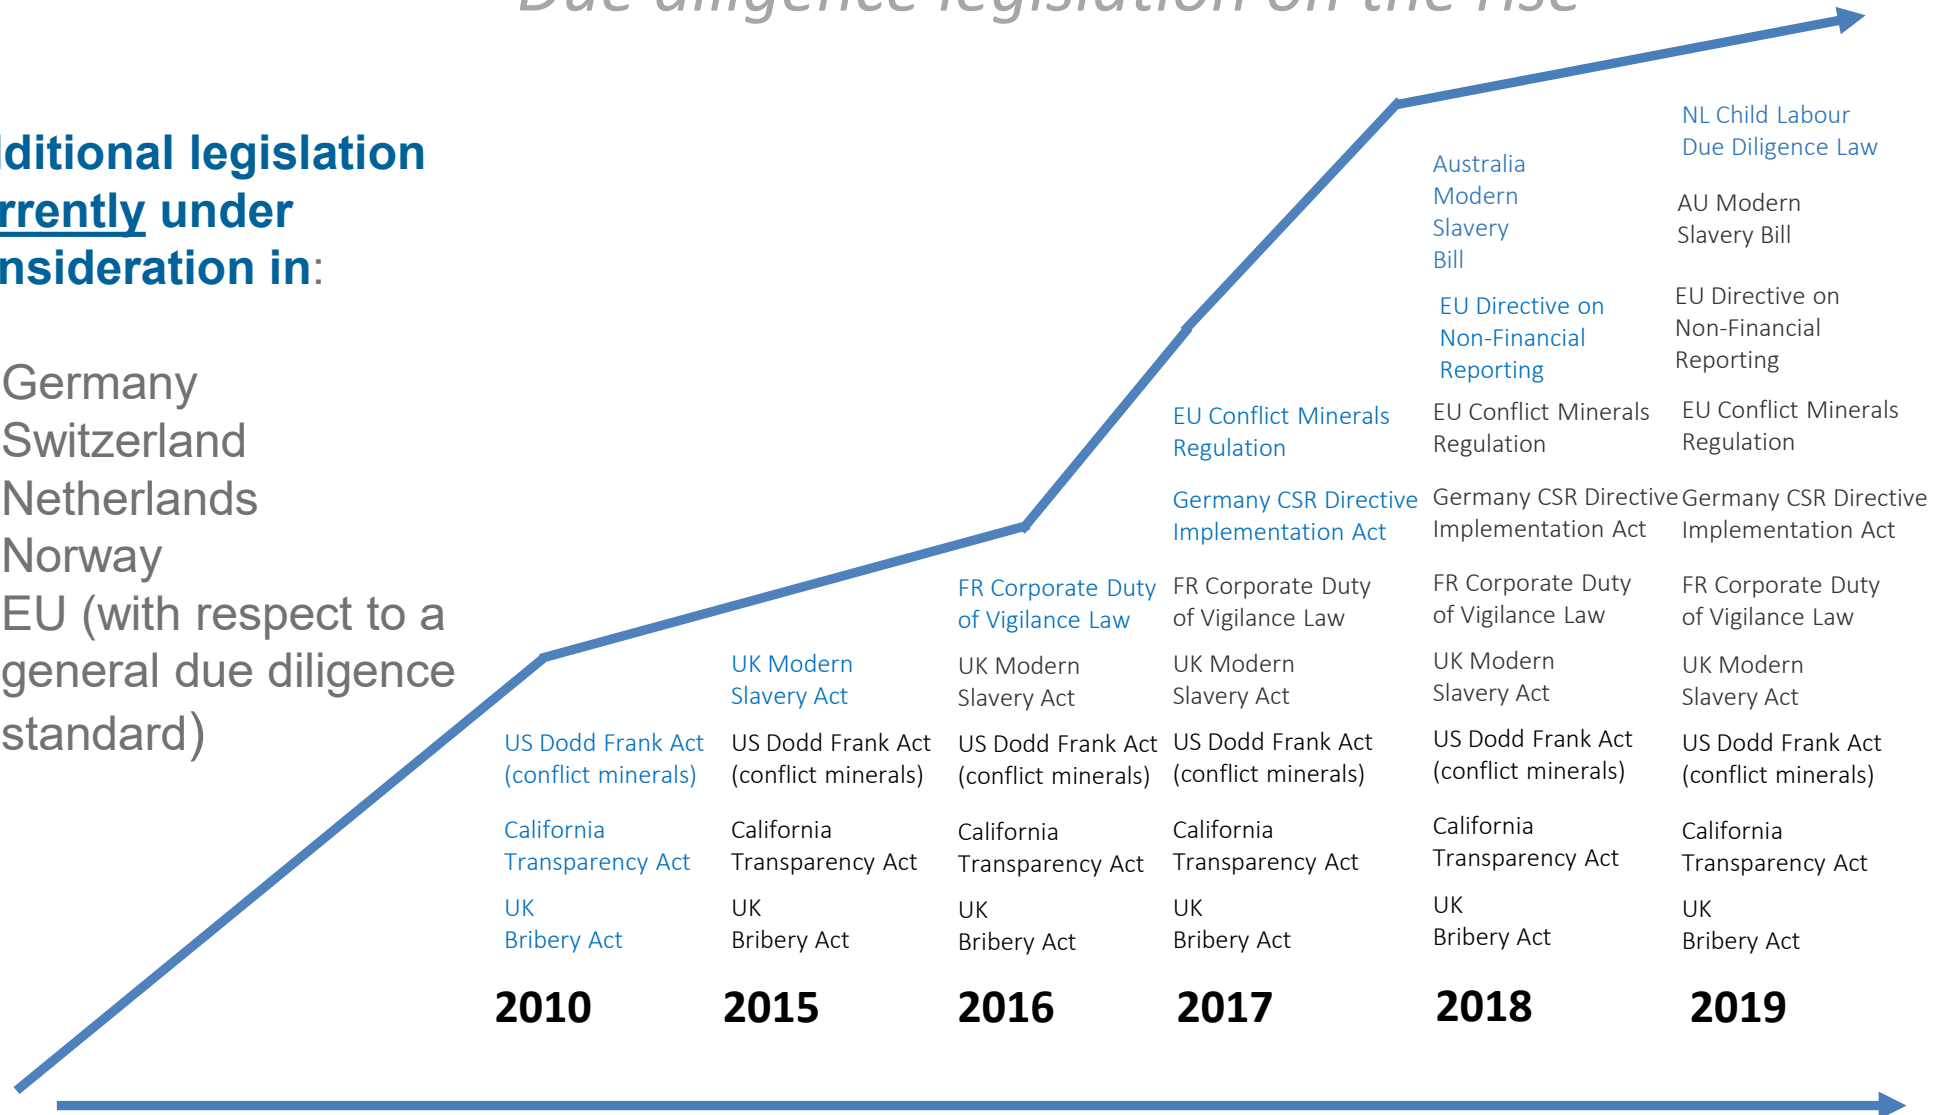 Due diligence legislation on the rise
dditional legislation
rrently under
nsideration in:
Germany
Switzerland
Netherlands
Norway
EU (with respect to a
general due diligence
standard)
US Dodd Frank Act
(conflict minerals)
California
Transparency Act
UK
Bribery Act
2010
UK Modern
Slavery Act
US Dodd Frank Act
(conflict minerals)
California
Transparency Act
UK
Bribery Act
2015
FR Corporate Duty
of Vigilance Law
UK Modern
Slavery Act
US Dodd Frank Act
(conflict minerals)
California
Transparency Act
UK
Bribery Act
2016
EU Conflict Minerals
Regulation
Germany CSR Directive
Implementation Act
FR Corporate Duty
of Vigilance Law
UK Modern
Slavery Act
US Dodd Frank Act
(conflict minerals)
California
Transparency Act
UK
Bribery Act
2017
Australia
Modern
Slavery
Bill
EU Directive on
Non-Financial
Reporting
EU Conflict Minerals
Regulation
Germany CSR Directive
Implementation Act
FR Corporate Duty
of Vigilance Law
UK Modern
Slavery Act
US Dodd Frank Act
(conflict minerals)
California
Transparency Act
UK
Bribery Act
2018
NL Child Labour
Due Diligence Law
AU Modern
Slavery Bill
EU Directive on
Non-Financial
Reporting
EU Conflict Minerals
Regulation
Germany CSR Directive
Implementation Act
FR Corporate Duty
of Vigilance Law
UK Modern
Slavery Act
US Dodd Frank Act
(conflict minerals)
California
Transparency Act
UK
Bribery Act
2019